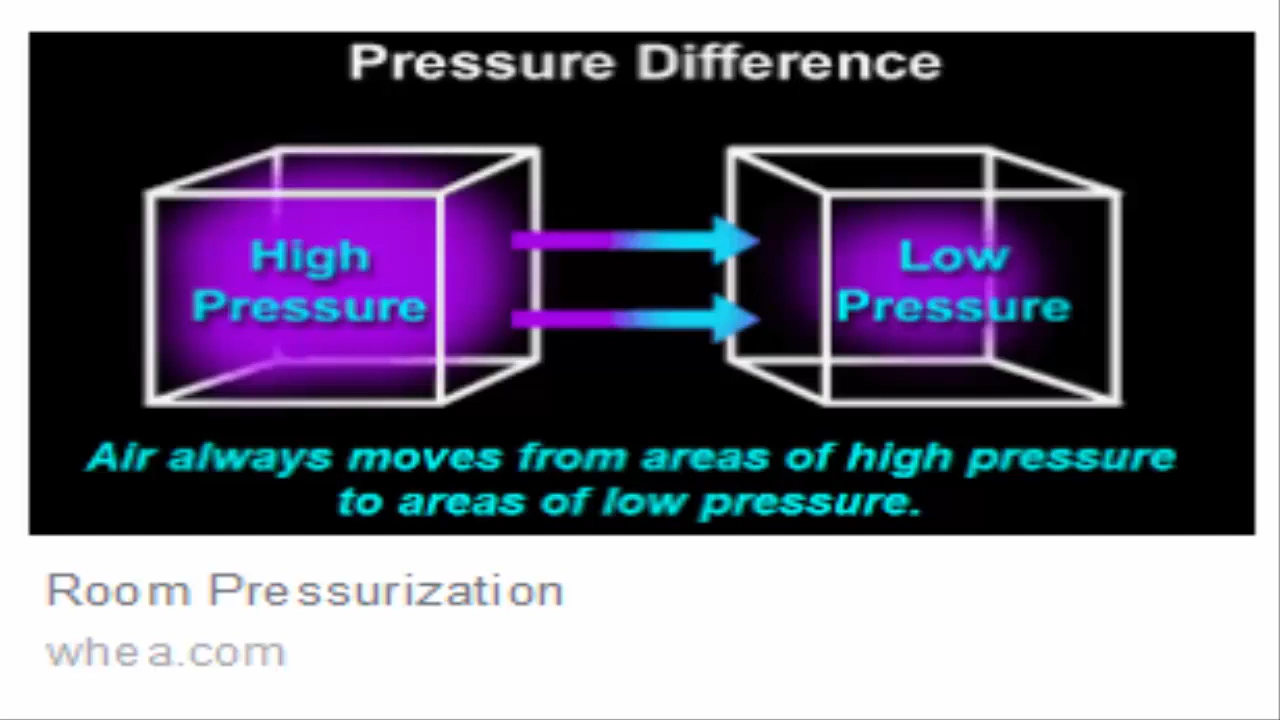 Pressure Difference
High
Pressure
Low
Pressure
Air always moves from areas of high pressure
to areas of low pressure.
Room Pressurization
whea.com